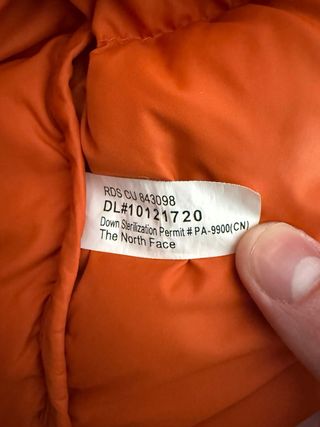 RDS CU 843098
DL#10121720
Down Sterilization Permit # PA-9900(CN)
The North Face